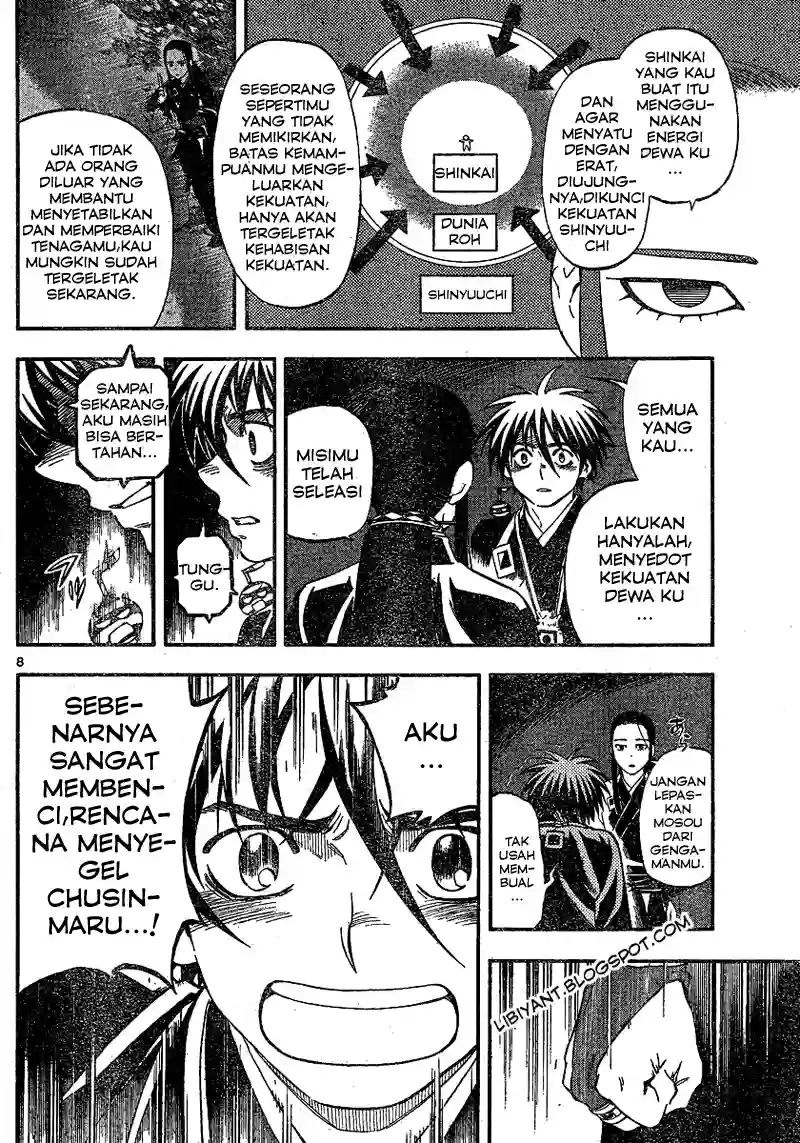 SHINKAI
YANG KAU
BUAT ITU
MENGGU-
NAKAN
ENERGI
DEWA KU
...
DAN
AGAR
MENYATU
DENGAN
ERAT,
DIUJUNG-
NYA,DIKUNCI
KEKUATAN
SHINYUU-
CHI
SHINKAI
DUNIA
ROH
SHINYUUCHI
SESEORANG
SEPERTIMU
YANG TIDAK
MEMIKIRKAN,
BATAS KEMAM-
PUANMU MENGE-
LUARKAN
KEKUATAN,
HANYA AKAN
TERGELETAK
KEHABISAN
KEKUATAN.
JIKA TIDAK
ADA ORANG
DILUAR YANG
MEMBANTU
MENYETABILKAN
DAN MEMPERBAIKI
TENAGAMU,KAU
MUNGKIN SUDAH
TERGELETAK
SEKARANG.
SEMUA
YANG
KAU...
LAKUKAN
HANYALAH,
MENYEDOT
KEKUATAN
DEWA KU
...
MISIMU
TELAH
SELEASI
TUNG-
GU.
SAMPAI
SEKARANG,
AKU MASIH
BISA BER-
TAHAN...
8
JANGAN
LEPAS-
KAN
MOSOU
DARI
GENGA-
MANMU.
TAK
USAH
MEM-
BUAL
...
LIBIYANT.BLOGSPOT.COM
AKU
...
SEBE-
NARNYA
SANGAT
MEMBEN-
CI,RENCA-
NA MENYE-
GEL
CHUSIN-
MARU...!